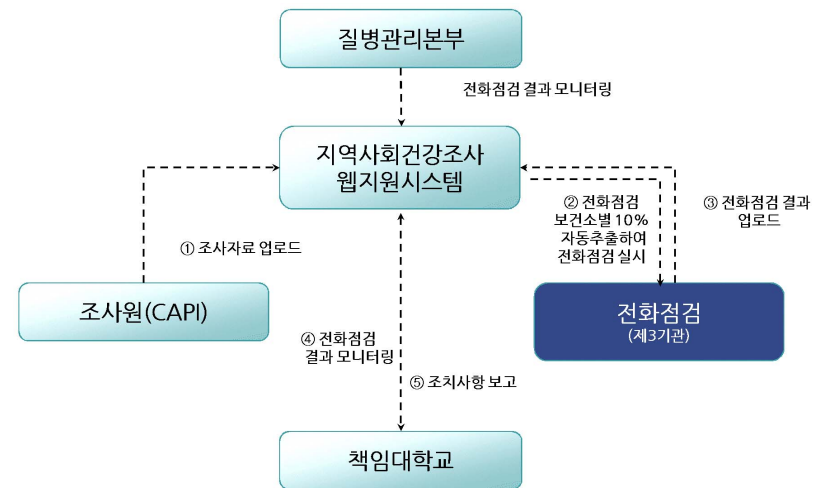 질병관리본부
전화점검 결과 모니터링
지역사회건강조사
웹지원시스템
② 전화점검
보건소별 10%
자동추출하여
전화점검 실시
③ 전화점검 결과
업로드
① 조사자료 업로드
조사원(CAPI)
전화점검
(제3기관)
④ 전화점검
결과 모니터링
⑤ 조치사항 보고
책임대학교